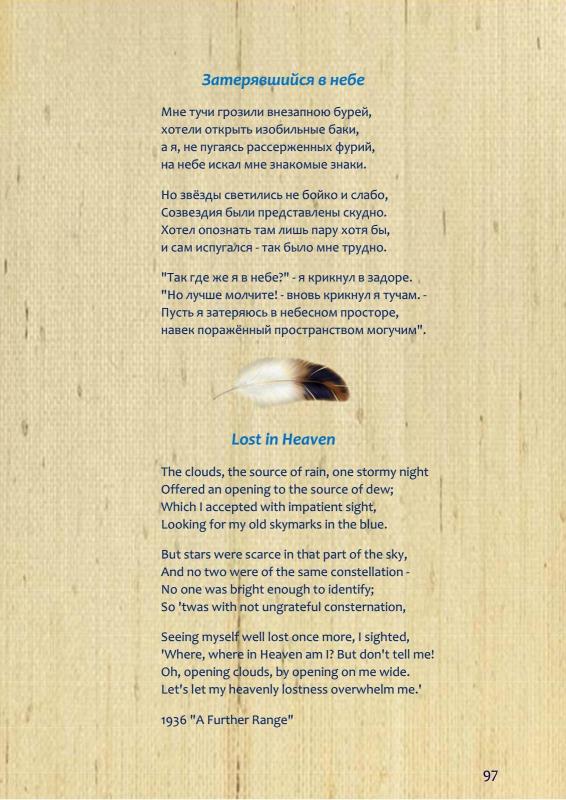 Затерявшийся в небе
Мне тучи грозили внезапною бурей,
хотели открыть изобильные баки,
а я, не пугаясь рассерженных фурий,
на небе искал мне знакомые знаки.
Но звёзды светились не бойко и слабо,
Созвездия были представлены скудно.
Хотел опознать там лишь пару хотя бы,
и сам испугался - так было мне трудно.
"Так где же я в небе?" - я крикнул в задоре.
"Но лучше молчите! - вновь крикнул я тучам. -
Пусть я затеряюсь в небесном просторе,
навек поражённый пространством могучим".
Lost in Heaven
The clouds, the source of rain, one stormy night
Offered an opening to the source of dew;
Which I accepted with impatient sight,
Looking for my old skymarks in the blue.
But stars were scarce in that part of the sky,
And no two were of the same constellation -
No one was bright enough to identify;
So 'twas with not ungrateful consternation,
Seeing myself well lost once more, I sighted,
'Where, where in Heaven am I? But don't tell me!
Oh, opening clouds, by opening on me wide.
Let's let my heavenly lostness overwhelm me.'
1936 "A Further Range"
97